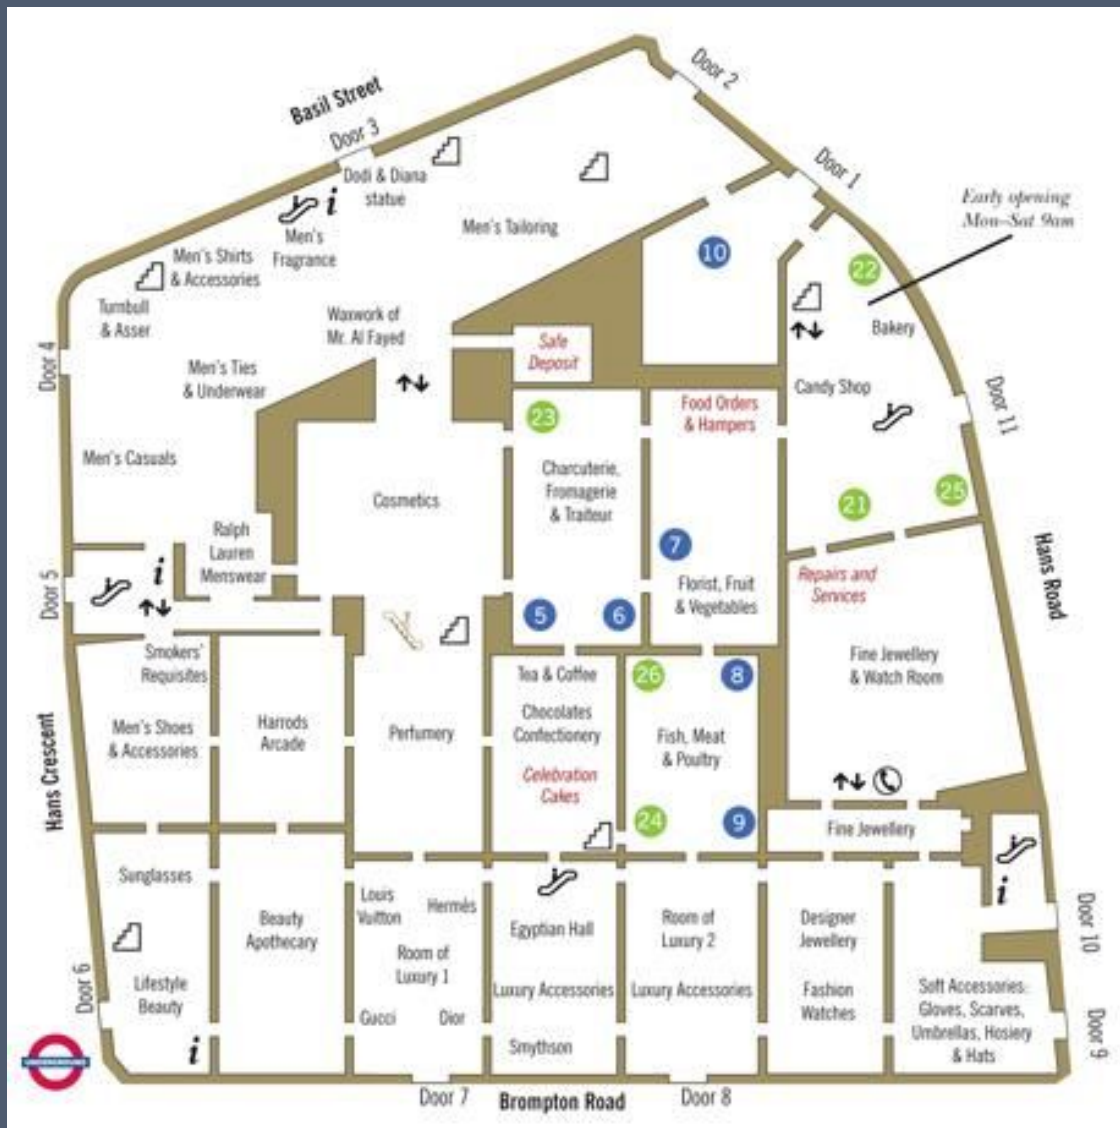 Door 2
Basil Street
Door 3
Dodi & Diana
statue
i
Door 1
Early opening
Mon–Sat 9am
Men's Tailoring
Men's
Fragrance
Men's Shirts
& Accessories
10
22
Turnbull
& Asser
Waxwork of
Mr. Al Fayed
Bakery
Safe
Deposit
Door 4
Men's Ties
& Underwear
Candy Shop
Door 11
23
Food Orders
& Hampers
Men's Casuals
Charcuterie,
Fromagerie
& Traiteur
Cosmetics
21
25
Ralph
Lauren
Menswear
7
Hans Road
Door 5
i
Repairs and
Services
Florist, Fruit
& Vegetables
5
6
Smokers'
Requisites
Tea & Coffee
26
8
Fine Jewellery
& Watch Room
Men's Shoes
& Accessories
Harrods
Arcade
Perfumery
Chocolates
Confectionery
Fish, Meat
& Poultry
Hans Crescent
Celebration
Cakes
24
9
Fine Jewellery
Sunglasses
Louis
Vuitton
Hermés
i
Beauty
Apothecary
Egyptian Hall
Room of
Luxury 2
Designer
Jewellery
Door 10
Room of
Luxury 1
Door 6
Lifestyle
Beauty
Luxury Accessories
Luxury Accessories
Fashion
Watches
Soft Accessories:
Gloves, Scarves,
Umbrellas, Hosiery
& Hats
Gucci
Dior
Door 9
Smythson
i
UNDERGROUND
Door 7
Brompton Road
Door 8